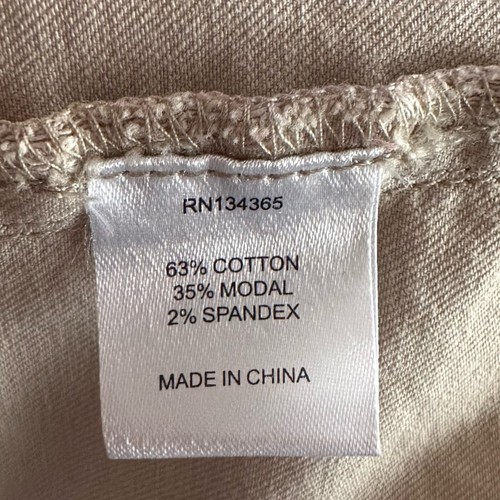 RN134365
63% COTTON
35% MODAL
2% SPANDEX
MADE IN CHINA